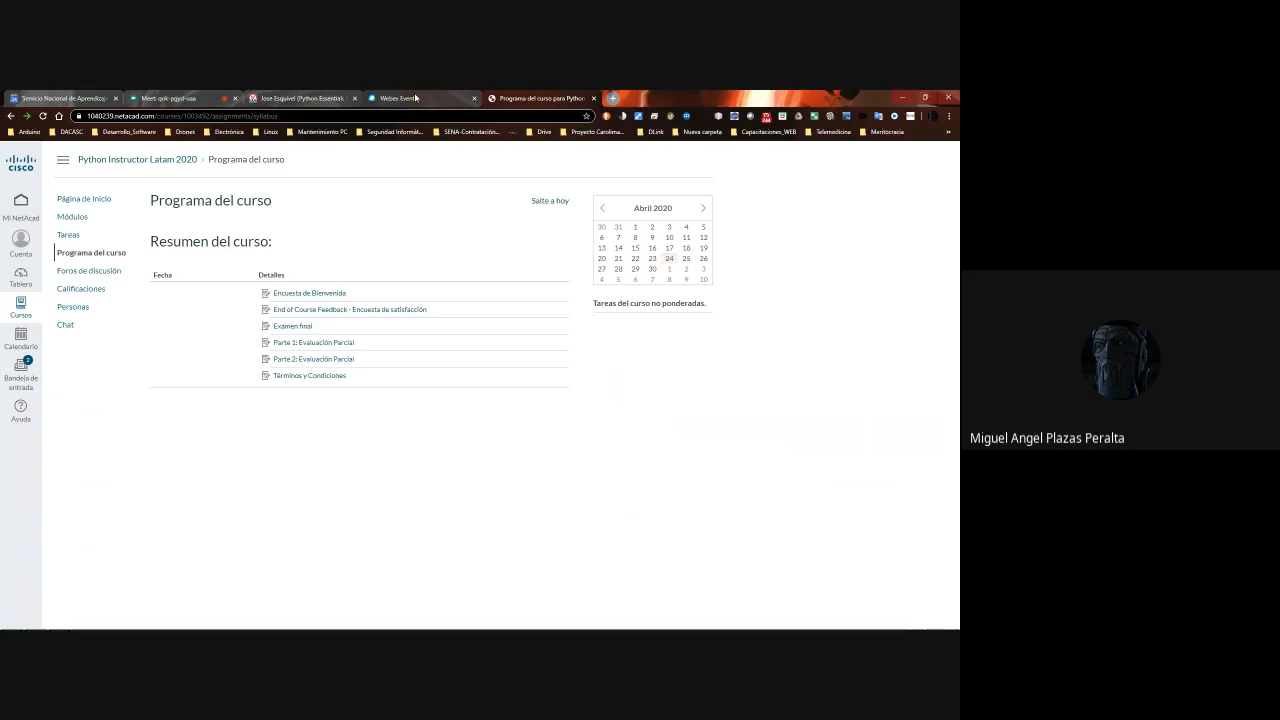 Servicio Nacional de Aprendizaje
Meet: qnk-pgyd-uaa
Jose Esquivel (Python Essentials
Webex Events
Programa del curso para Python
1040239.netacad.com/courses/1003492/assignments/syllabus
Arduino
DACASC
Desarrollo_Software
Drones
Electrónica
Linux
Mantenimiento PC
Seguridad Informát...
SENA-Contratación...
Drive
Proyecto Carolima...
DLink
Nueva carpeta
Capacitaciones_WEB
Telemedicina
Meritocracia
»
CISCO
Python Instructor Latam 2020 › Programa del curso
Mi NetAcad
Cuenta
Tablero
Cursos
Calendario
2
Bandeja de
entrada
Ayuda
Página de Inicio
Módulos
Tareas
Programa del curso
Foros de discusión
Calificaciones
Personas
Chat
Programa del curso
Salte a hoy
Resumen del curso:
Fecha Detalles
Encuesta de Bienvenida
End of Course Feedback - Encuesta de satisfacción
Examen final
Parte 1: Evaluación Parcial
Parte 2: Evaluación Parcial
Términos y Condiciones
Abril 2020
30 31 1 2 3 4 5
6 7 8 9 10 11 12
13 14 15 16 17 18 19
20 21 22 23 24 25 26
27 28 29 30 1 2 3
4 5 6 7 8 9 10
Tareas del curso no ponderadas.
Miguel Angel Plazas Peralta